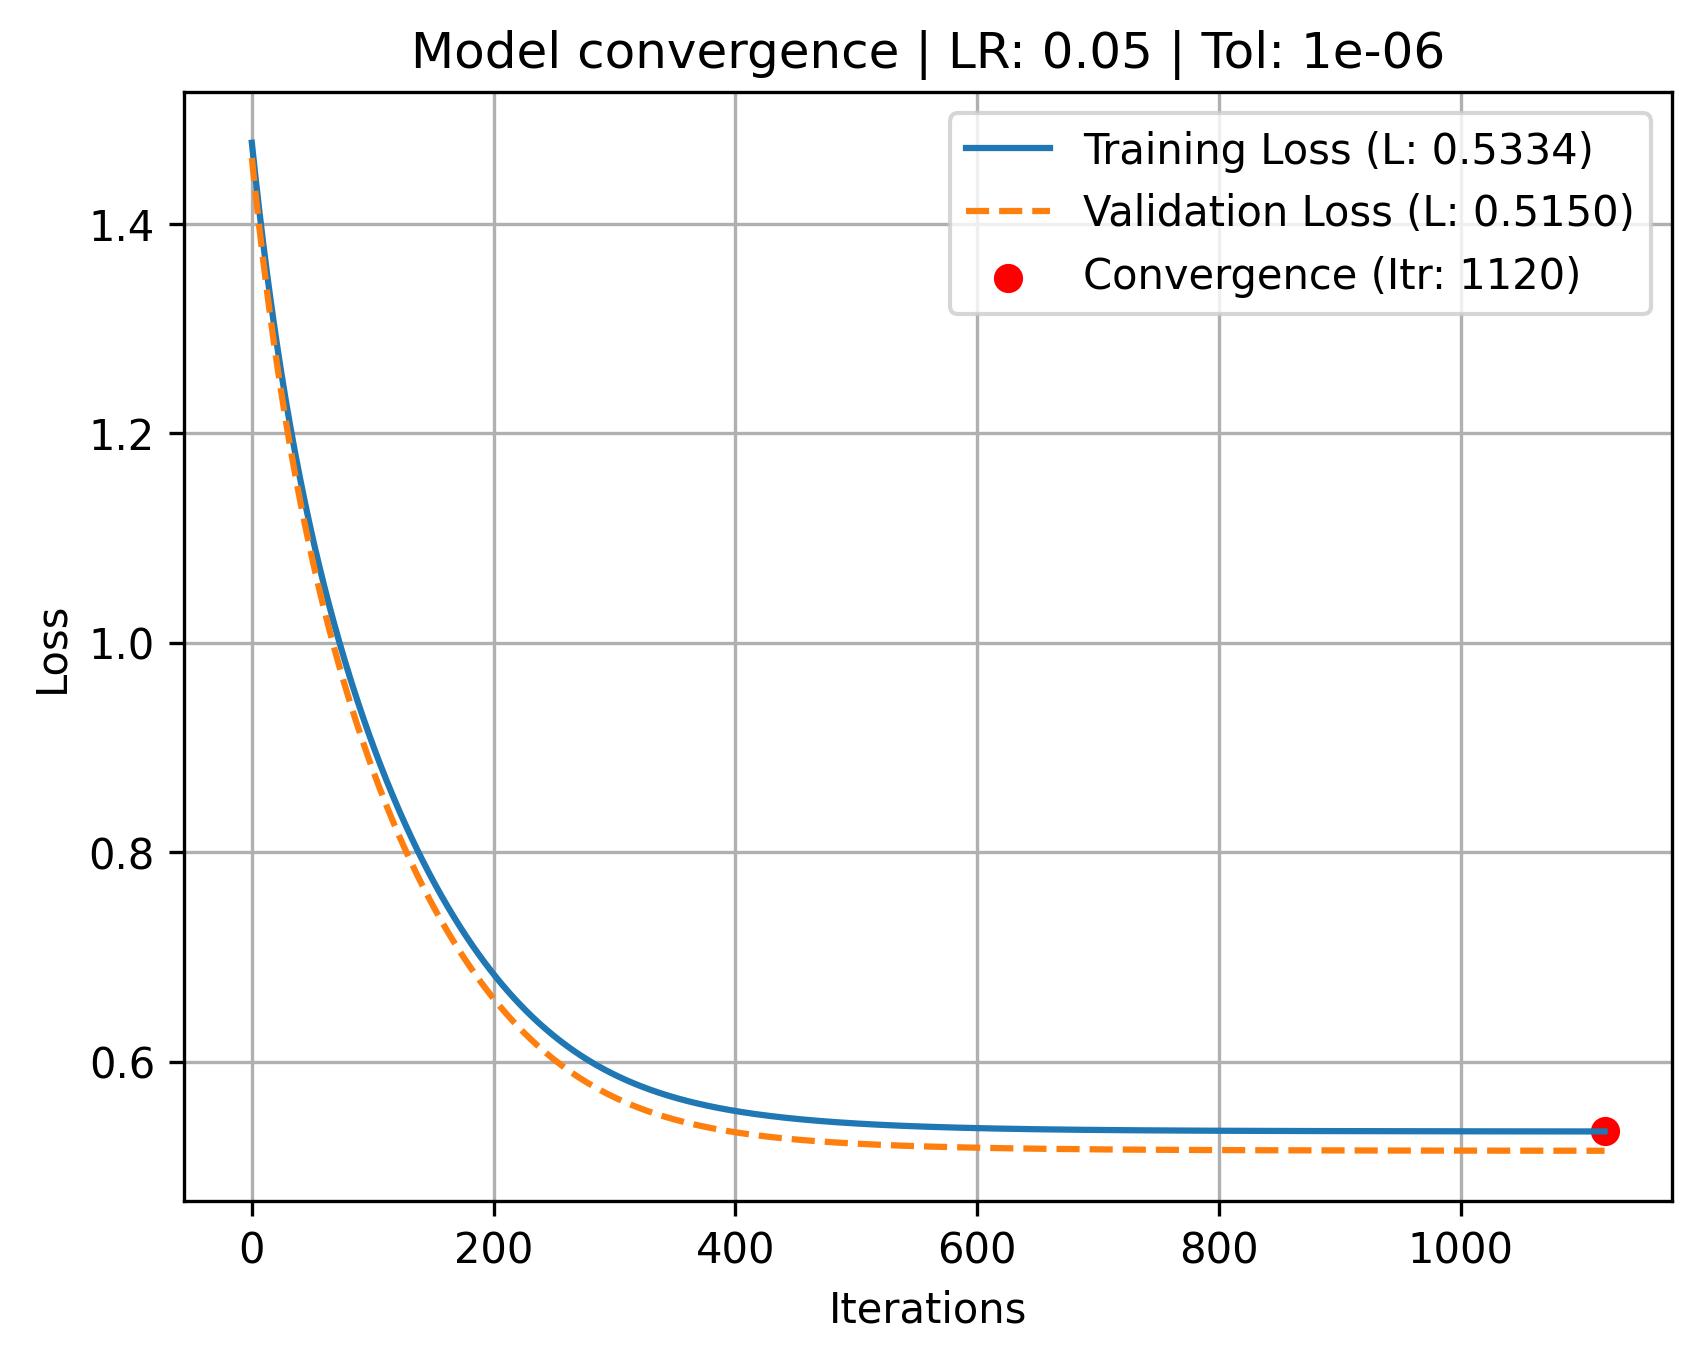 Model convergence | LR: 0.05 | Tol: 1e-06
Training Loss (L: 0.5334)
Validation Loss (L: 0.5150)
Convergence (Itr: 1120)
1.4
1.2
1.0
0.8
0.6
Loss
0 200 400 600 800 1000
Iterations